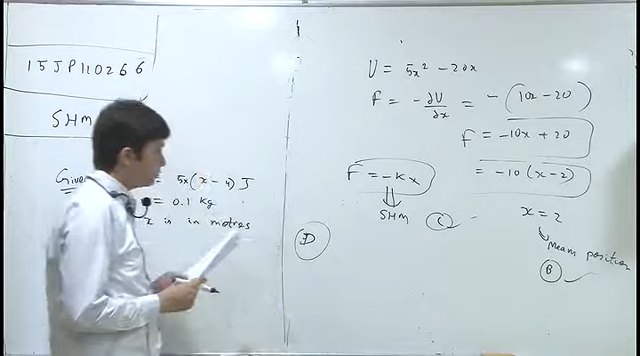 15JP110266
SHM
Given = 5x(x - 4) J
= 0.1 kg
x is in metres
D
U = 5x² - 20x
F = -∂U/∂x = -(10x - 20)
F = -10x + 20
F = -Kx
= -10(x-2)
SHM
C
x = 2
Mean position
B